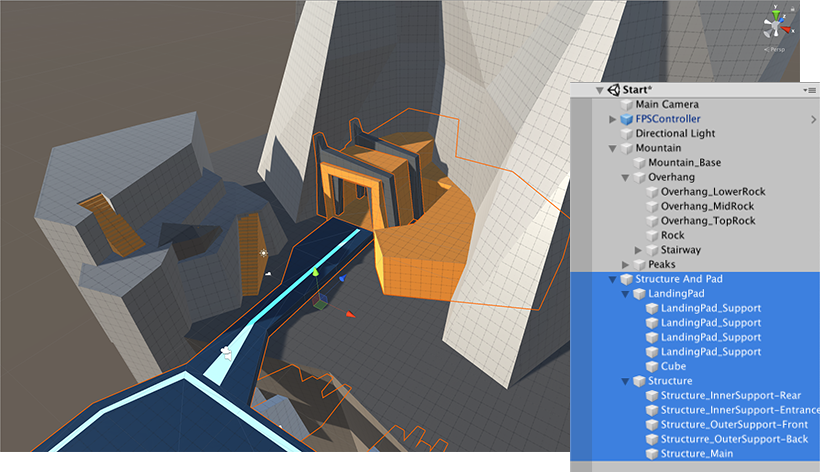 Y
X
Z
< Persp
Start*
Main Camera
FPSController
Directional Light
Mountain
Mountain_Base
Overhang
Overhang_LowerRock
Overhang_MidRock
Overhang_TopRock
Rock
Stairway
Peaks
Structure And Pad
LandingPad
LandingPad_Support
LandingPad_Support
LandingPad_Support
LandingPad_Support
Cube
Structure
Structure_InnerSupport-Rear
Structure_InnerSupport-Entrance
Structure_OuterSupport-Front
Structurre_OuterSupport-Back
Structure_Main